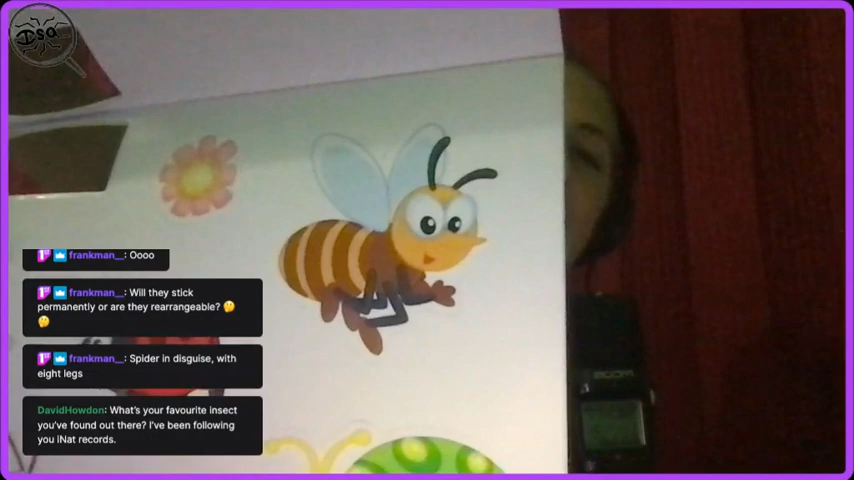 Isa
frankman__: Oooo
frankman__: Will they stick
permanently or are they rearrangeable? 🤔
🤔
frankman__: Spider in disguise, with
eight legs
DavidHowdon: What's your favourite insect
you've found out there? I've been following
you iNat records.
ZOOM